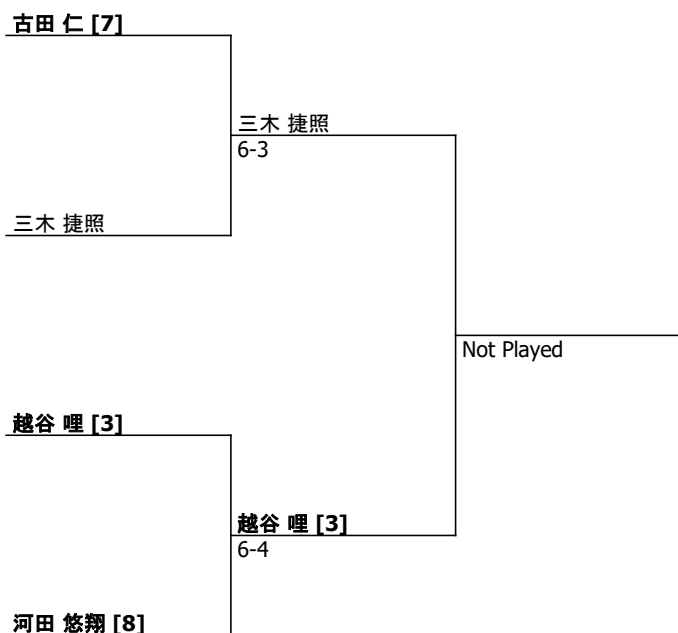 古田 仁 [7]
三木 捷照
6-3
三木 捷照
Not Played
越谷 哩 [3]
越谷 哩 [3]
6-4
河田 悠翔 [8]